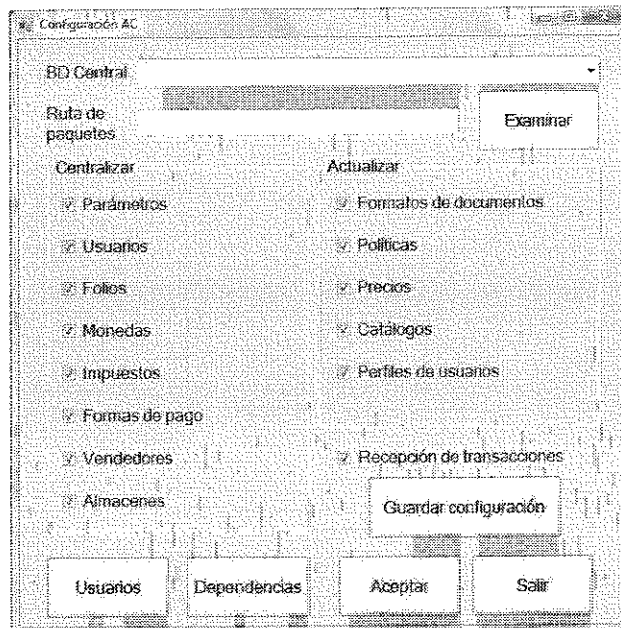 Configuración AC
BD Central
Ruta de
paquetes
Examinar
Centralizar
Actualizar
Parámetros
Formatos de documentos
Usuarios
Políticas
Folios
Precios
Monedas
Catálogos
Impuestos
Perfiles de usuarios
Formas de pago
Vendedores
Recepción de transacciones
Almacenes
Guardar configuración
Usuarios
Dependencias
Aceptar
Salir